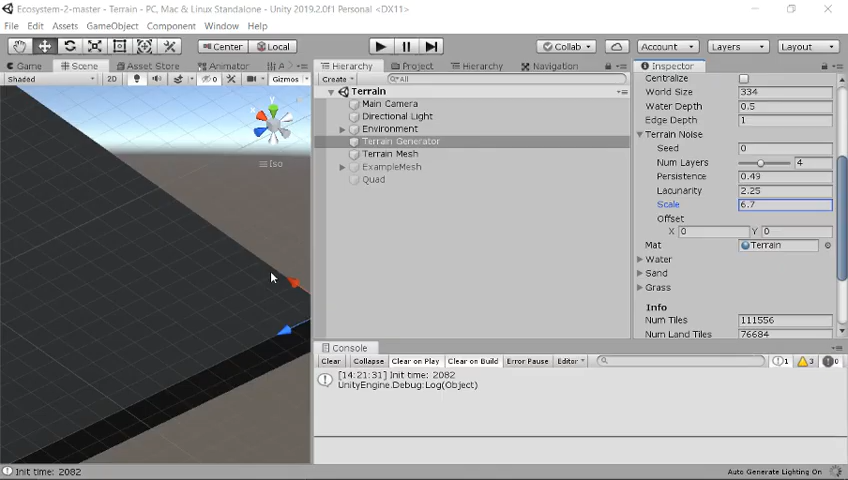 Ecosystem-2-master - Terrain - PC, Mac & Linux Standalone - Unity 2019.2.0f1 Personal <DX11>
File Edit Assets GameObject Component Window Help
Center Local Collab Account Layers Layout
Game Scene Asset Store Animator A
Shaded 2D 0 Gizmos
Iso
Hierarchy Project Hierarchy Navigation
Create All
Terrain
Main Camera
Directional Light
Environment
Terrain Generator
Terrain Mesh
ExampleMesh
Quad
Inspector
Centralize
World Size 334
Water Depth 0.5
Edge Depth 1
Terrain Noise
Seed 0
Num Layers 4
Persistence 0.49
Lacunarity 2.25
Scale 6.7
Offset
X 0 Y 0
Mat Terrain
Water
Sand
Grass
Info
Num Tiles 111556
Num Land Tiles 76684
Console
Clear Collapse Clear on Play Clear on Build Error Pause Editor 1 3 0
[14:21:31] Init time: 2082
UnityEngine.Debug:Log(Object)
Init time: 2082
Auto Generate Lighting On